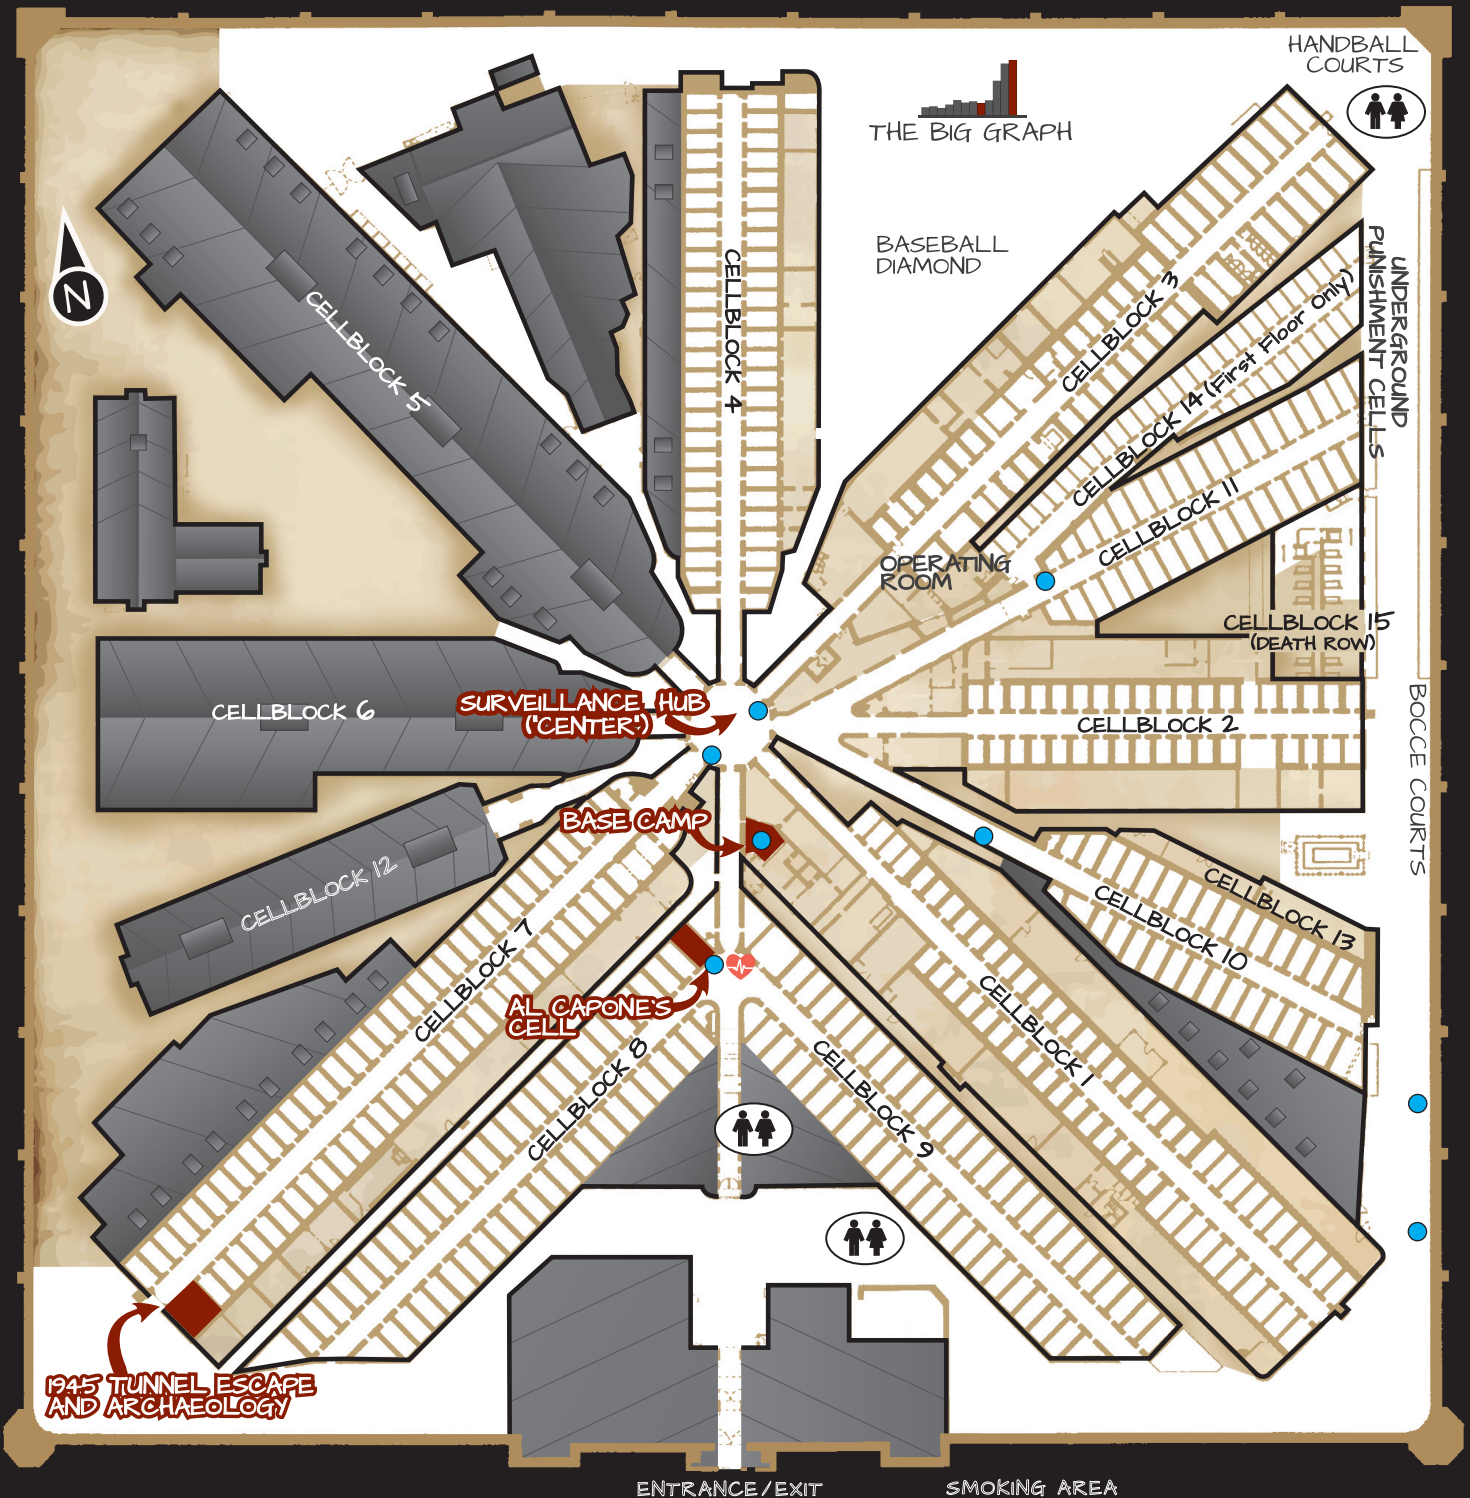 HANDBALL
COURTS
THE BIG GRAPH
BASEBALL
DIAMOND
N
CELLBLOCK 5
CELLBLOCK 4
CELLBLOCK 3
CELLBLOCK 14 (First Floor Only)
UNDERGROUND
PUNISHMENT CELLS
CELLBLOCK 11
OPERATING
ROOM
CELLBLOCK 15
(DEATH ROW)
CELLBLOCK 6
SURVEILLANCE HUB
("CENTER")
CELLBLOCK 2
BOCCE COURTS
BASE CAMP
CELLBLOCK 12
CELLBLOCK 13
CELLBLOCK 10
CELLBLOCK 7
AL CAPONE'S
CELL
CELLBLOCK 1
CELLBLOCK 8
CELLBLOCK 9
1945 TUNNEL ESCAPE
AND ARCHAEOLOGY
ENTRANCE/EXIT
SMOKING AREA